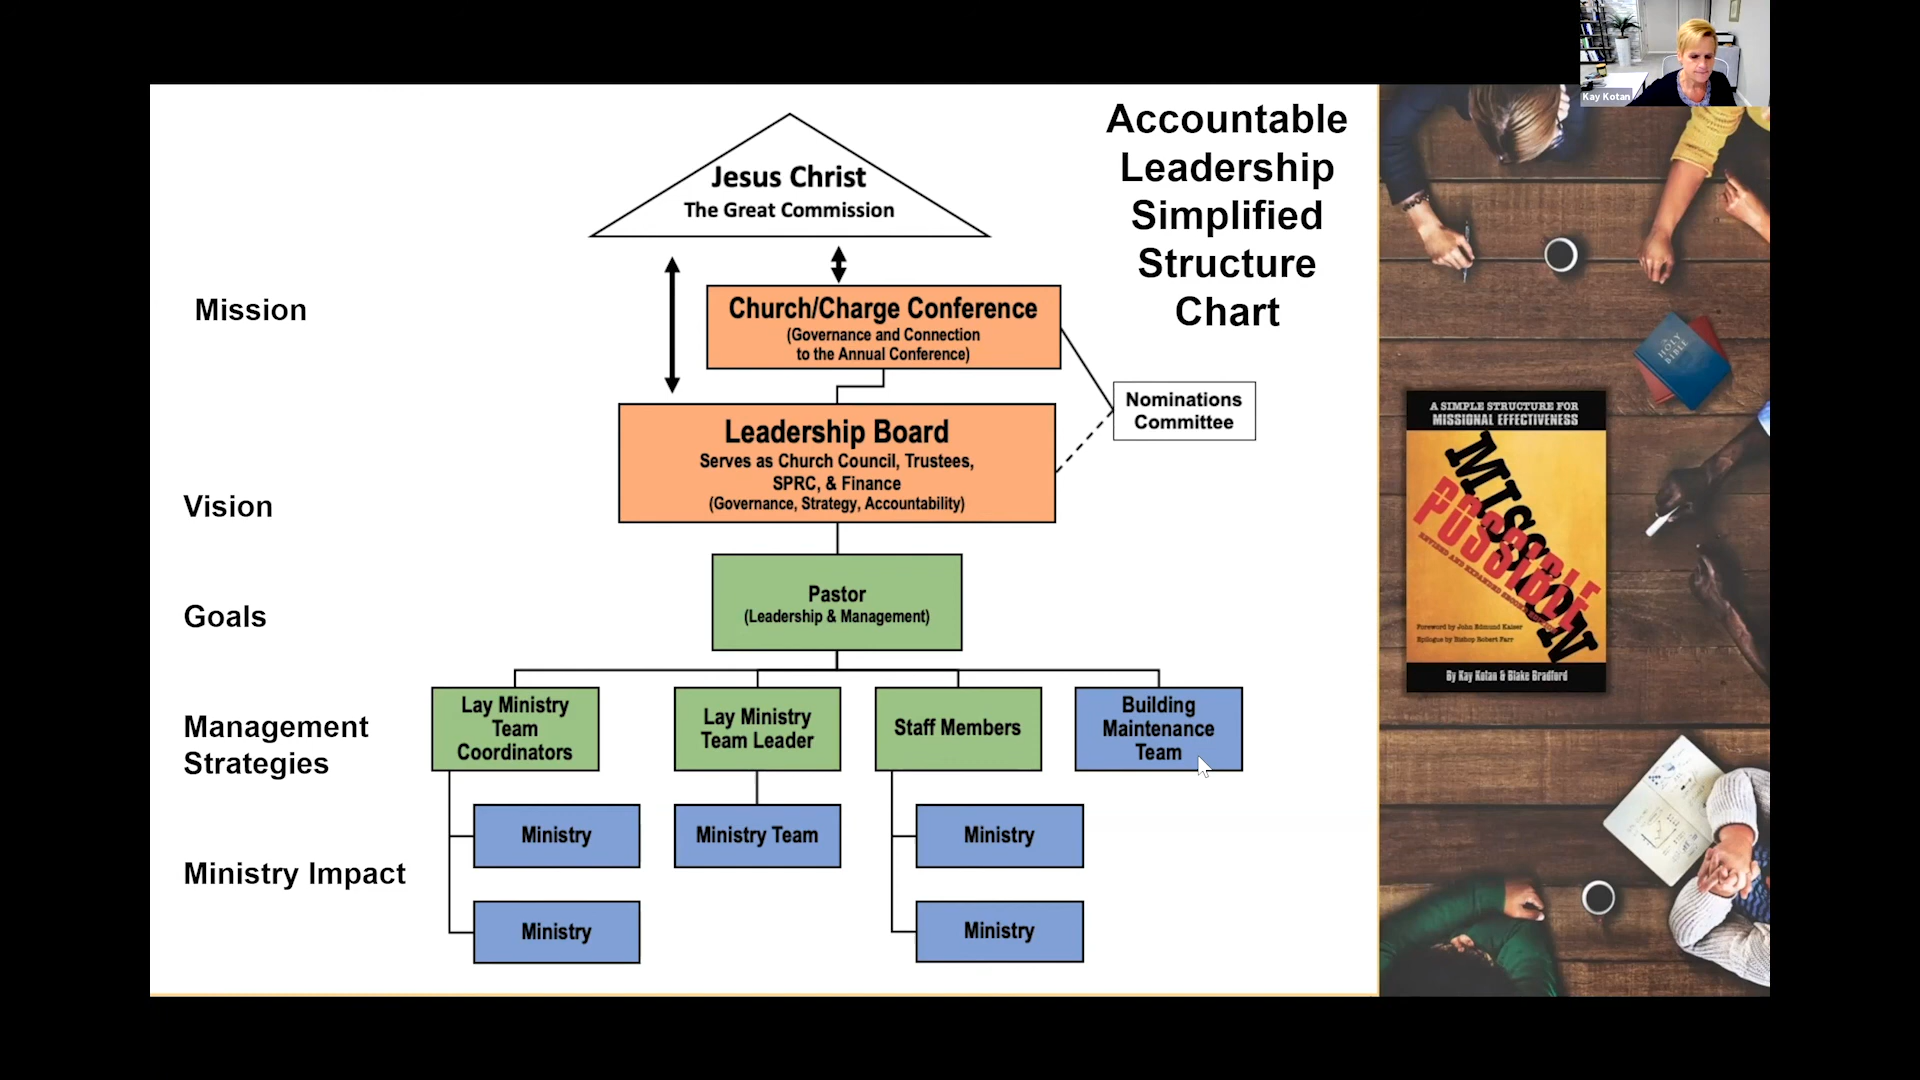 Kay Kotan
Accountable
Leadership
Simplified
Structure
Chart
Jesus Christ
The Great Commission
Mission
Church/Charge Conference
(Governance and Connection
to the Annual Conference)
Nominations
Committee
Leadership Board
Serves as Church Council, Trustees,
SPRC, & Finance
(Governance, Strategy, Accountability)
Vision
Pastor
(Leadership & Management)
Goals
Management
Strategies
Lay Ministry
Team
Coordinators
Lay Ministry
Team Leader
Staff Members
Building
Maintenance
Team
Ministry
Ministry Team
Ministry
Ministry Impact
Ministry
Ministry
HOLY
BIBLE
A SIMPLE STRUCTURE FOR
MISSIONAL EFFECTIVENESS
MISSION
POSSIBLE
Foreword by John Edmund Kaiser
Epilogue by Bishop Robert Farr
By Kay Kotan & Blake Bradford